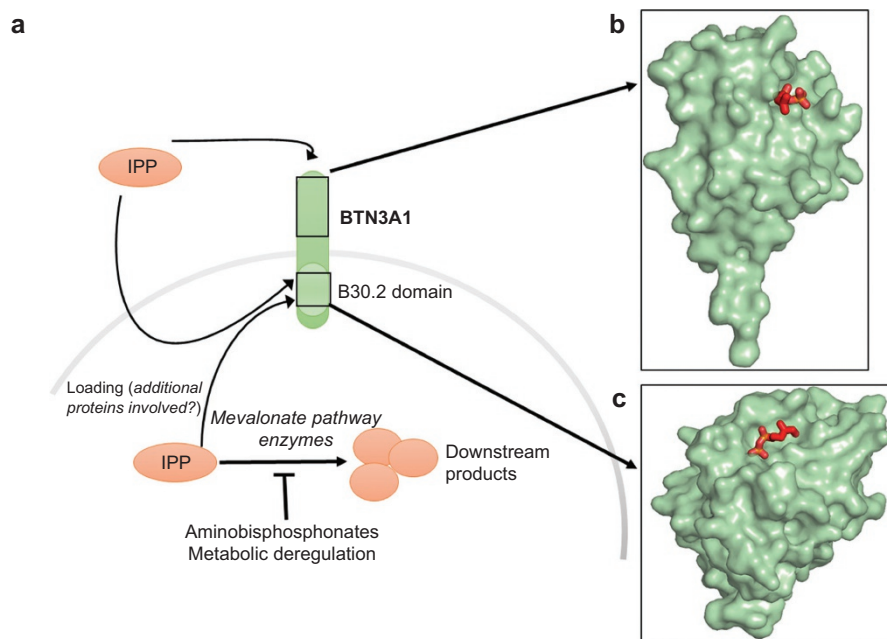 a
b
IPP
BTN3A1
B30.2 domain
Loading (additional
proteins involved?)
Mevalonate pathway
enzymes
c
IPP
Downstream
products
Aminobisphosphonates
Metabolic deregulation